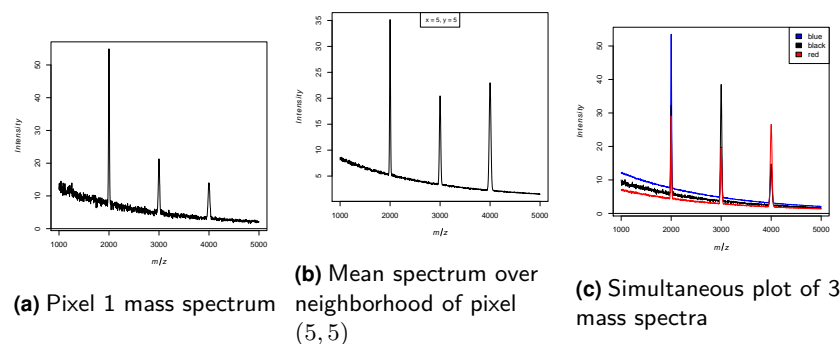 50
40
30
20
10
0
Intensity
1000 2000 3000 4000 5000
m/z
(a) Pixel 1 mass spectrum
x = 5, y = 5
35
30
25
20
15
10
5
Intensity
1000 2000 3000 4000 5000
m/z
(b) Mean spectrum over
neighborhood of pixel
(5, 5)
blue
black
red
50
40
30
20
10
0
Intensity
1000 2000 3000 4000 5000
m/z
(c) Simultaneous plot of 3
mass spectra